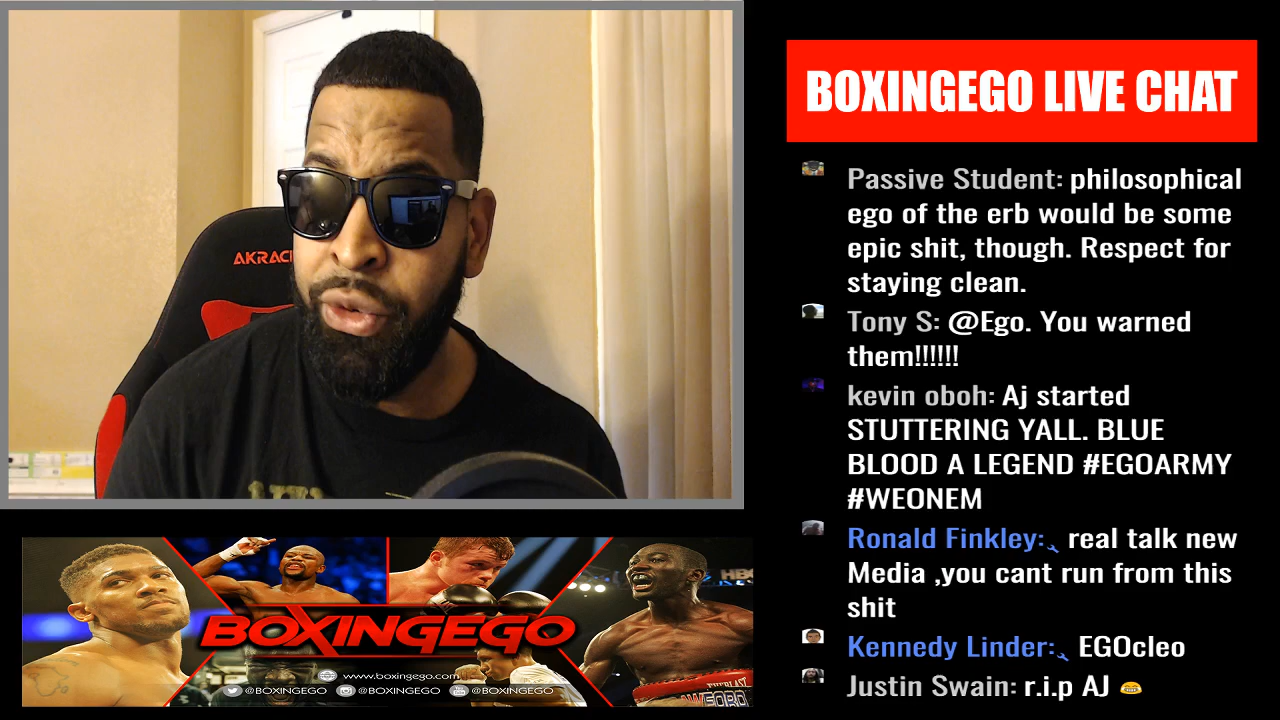 BOXINGEGO LIVE CHAT
Passive Student: philosophical
ego of the erb would be some
epic shit, though. Respect for
staying clean.
Tony S: @Ego. You warned
them!!!!!!
kevin oboh: Aj started
STUTTERING YALL. BLUE
BLOOD A LEGEND #EGOARMY
#WEONEM
Ronald Finkley: real talk new
Media ,you cant run from this
shit
Kennedy Linder: EGOcleo
Justin Swain: r.i.p AJ 😂
AKRACI
HBO
BOXINGEGO
www.boxingego.com
@BOXINGEGO @BOXINGEGO @BOXINGEGO
EVERLAST